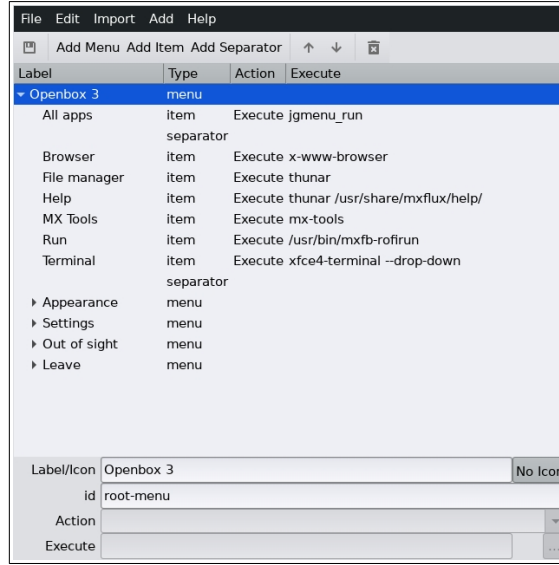 File Edit Import Add Help
Add Menu Add Item Add Separator
Label Type Action Execute
Openbox 3 menu
All apps item Execute jgmenu_run
separator
Browser item Execute x-www-browser
File manager item Execute thunar
Help item Execute thunar /usr/share/mxflux/help/
MX Tools item Execute mx-tools
Run item Execute /usr/bin/mxfb-rofirun
Terminal item Execute xfce4-terminal --drop-down
separator
Appearance menu
Settings menu
Out of sight menu
Leave menu
Label/Icon Openbox 3 No Icon
id root-menu
Action
Execute ...